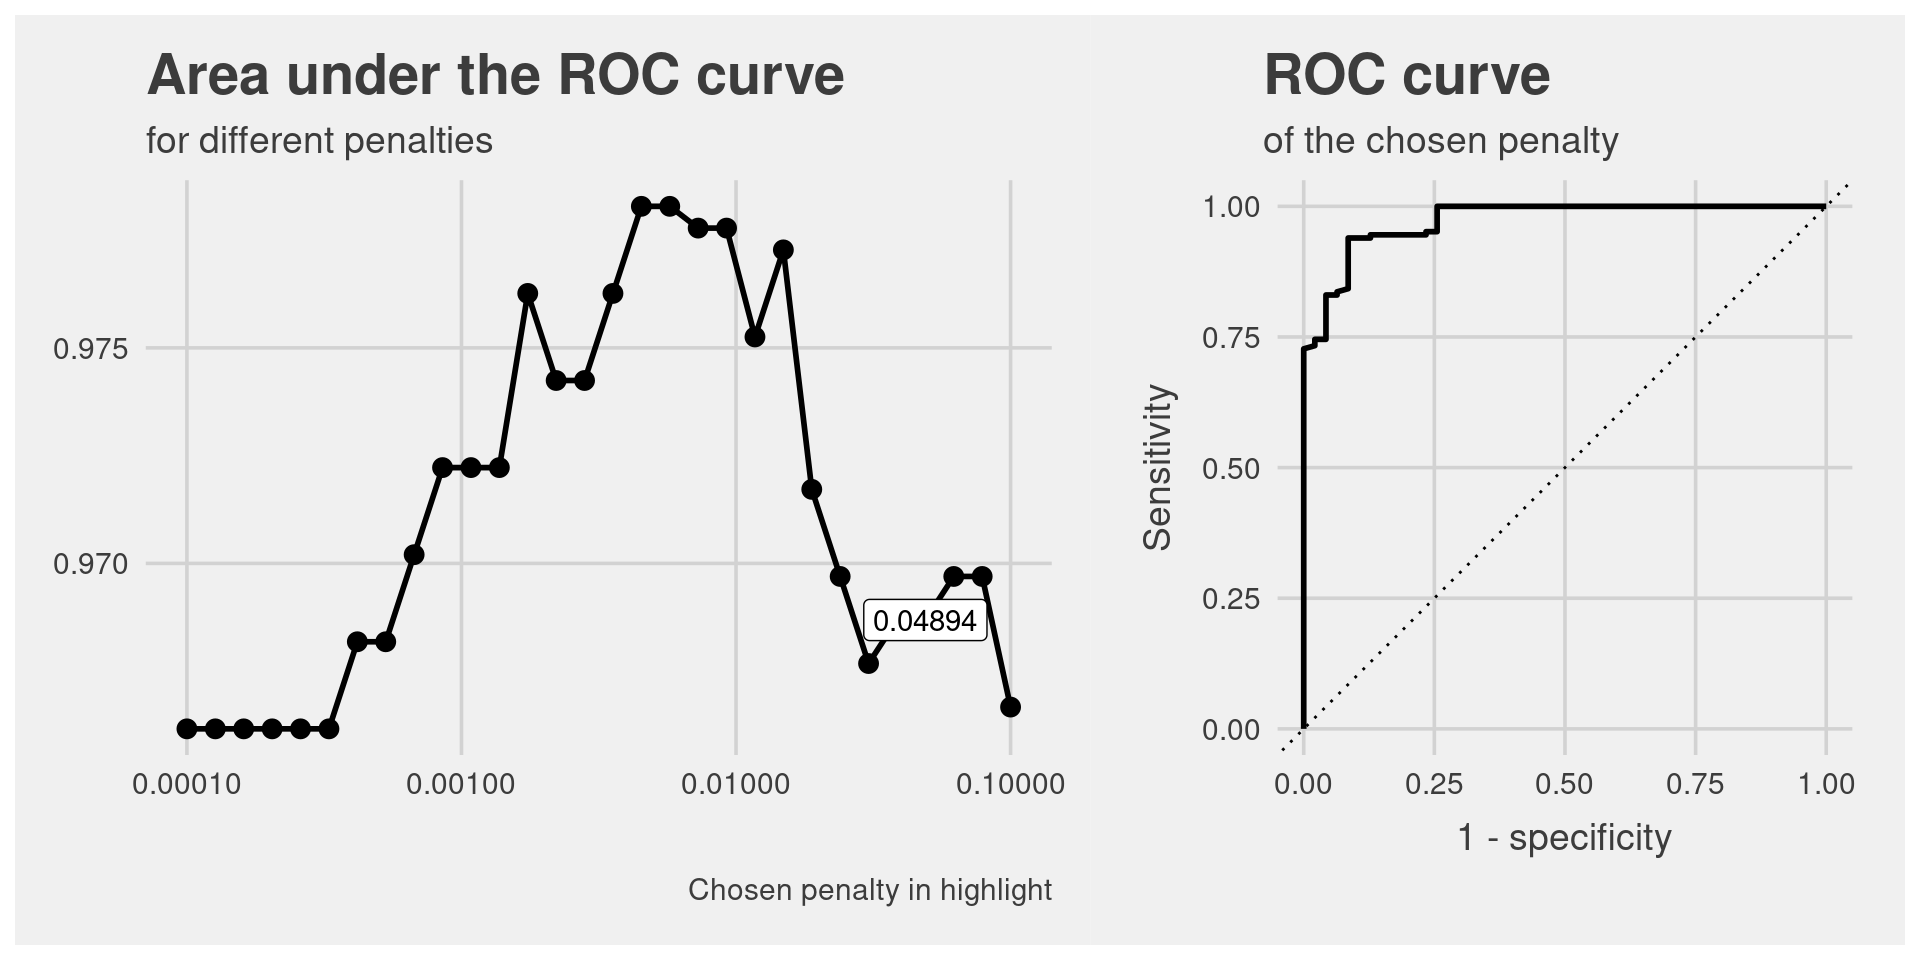 Area under the ROC curve
for different penalties
0.975
0.970
0.04894
0.00010 0.00100 0.01000 0.10000
Chosen penalty in highlight
ROC curve
of the chosen penalty
Sensitivity
1.00
0.75
0.50
0.25
0.00
0.00 0.25 0.50 0.75 1.00
1 - specificity